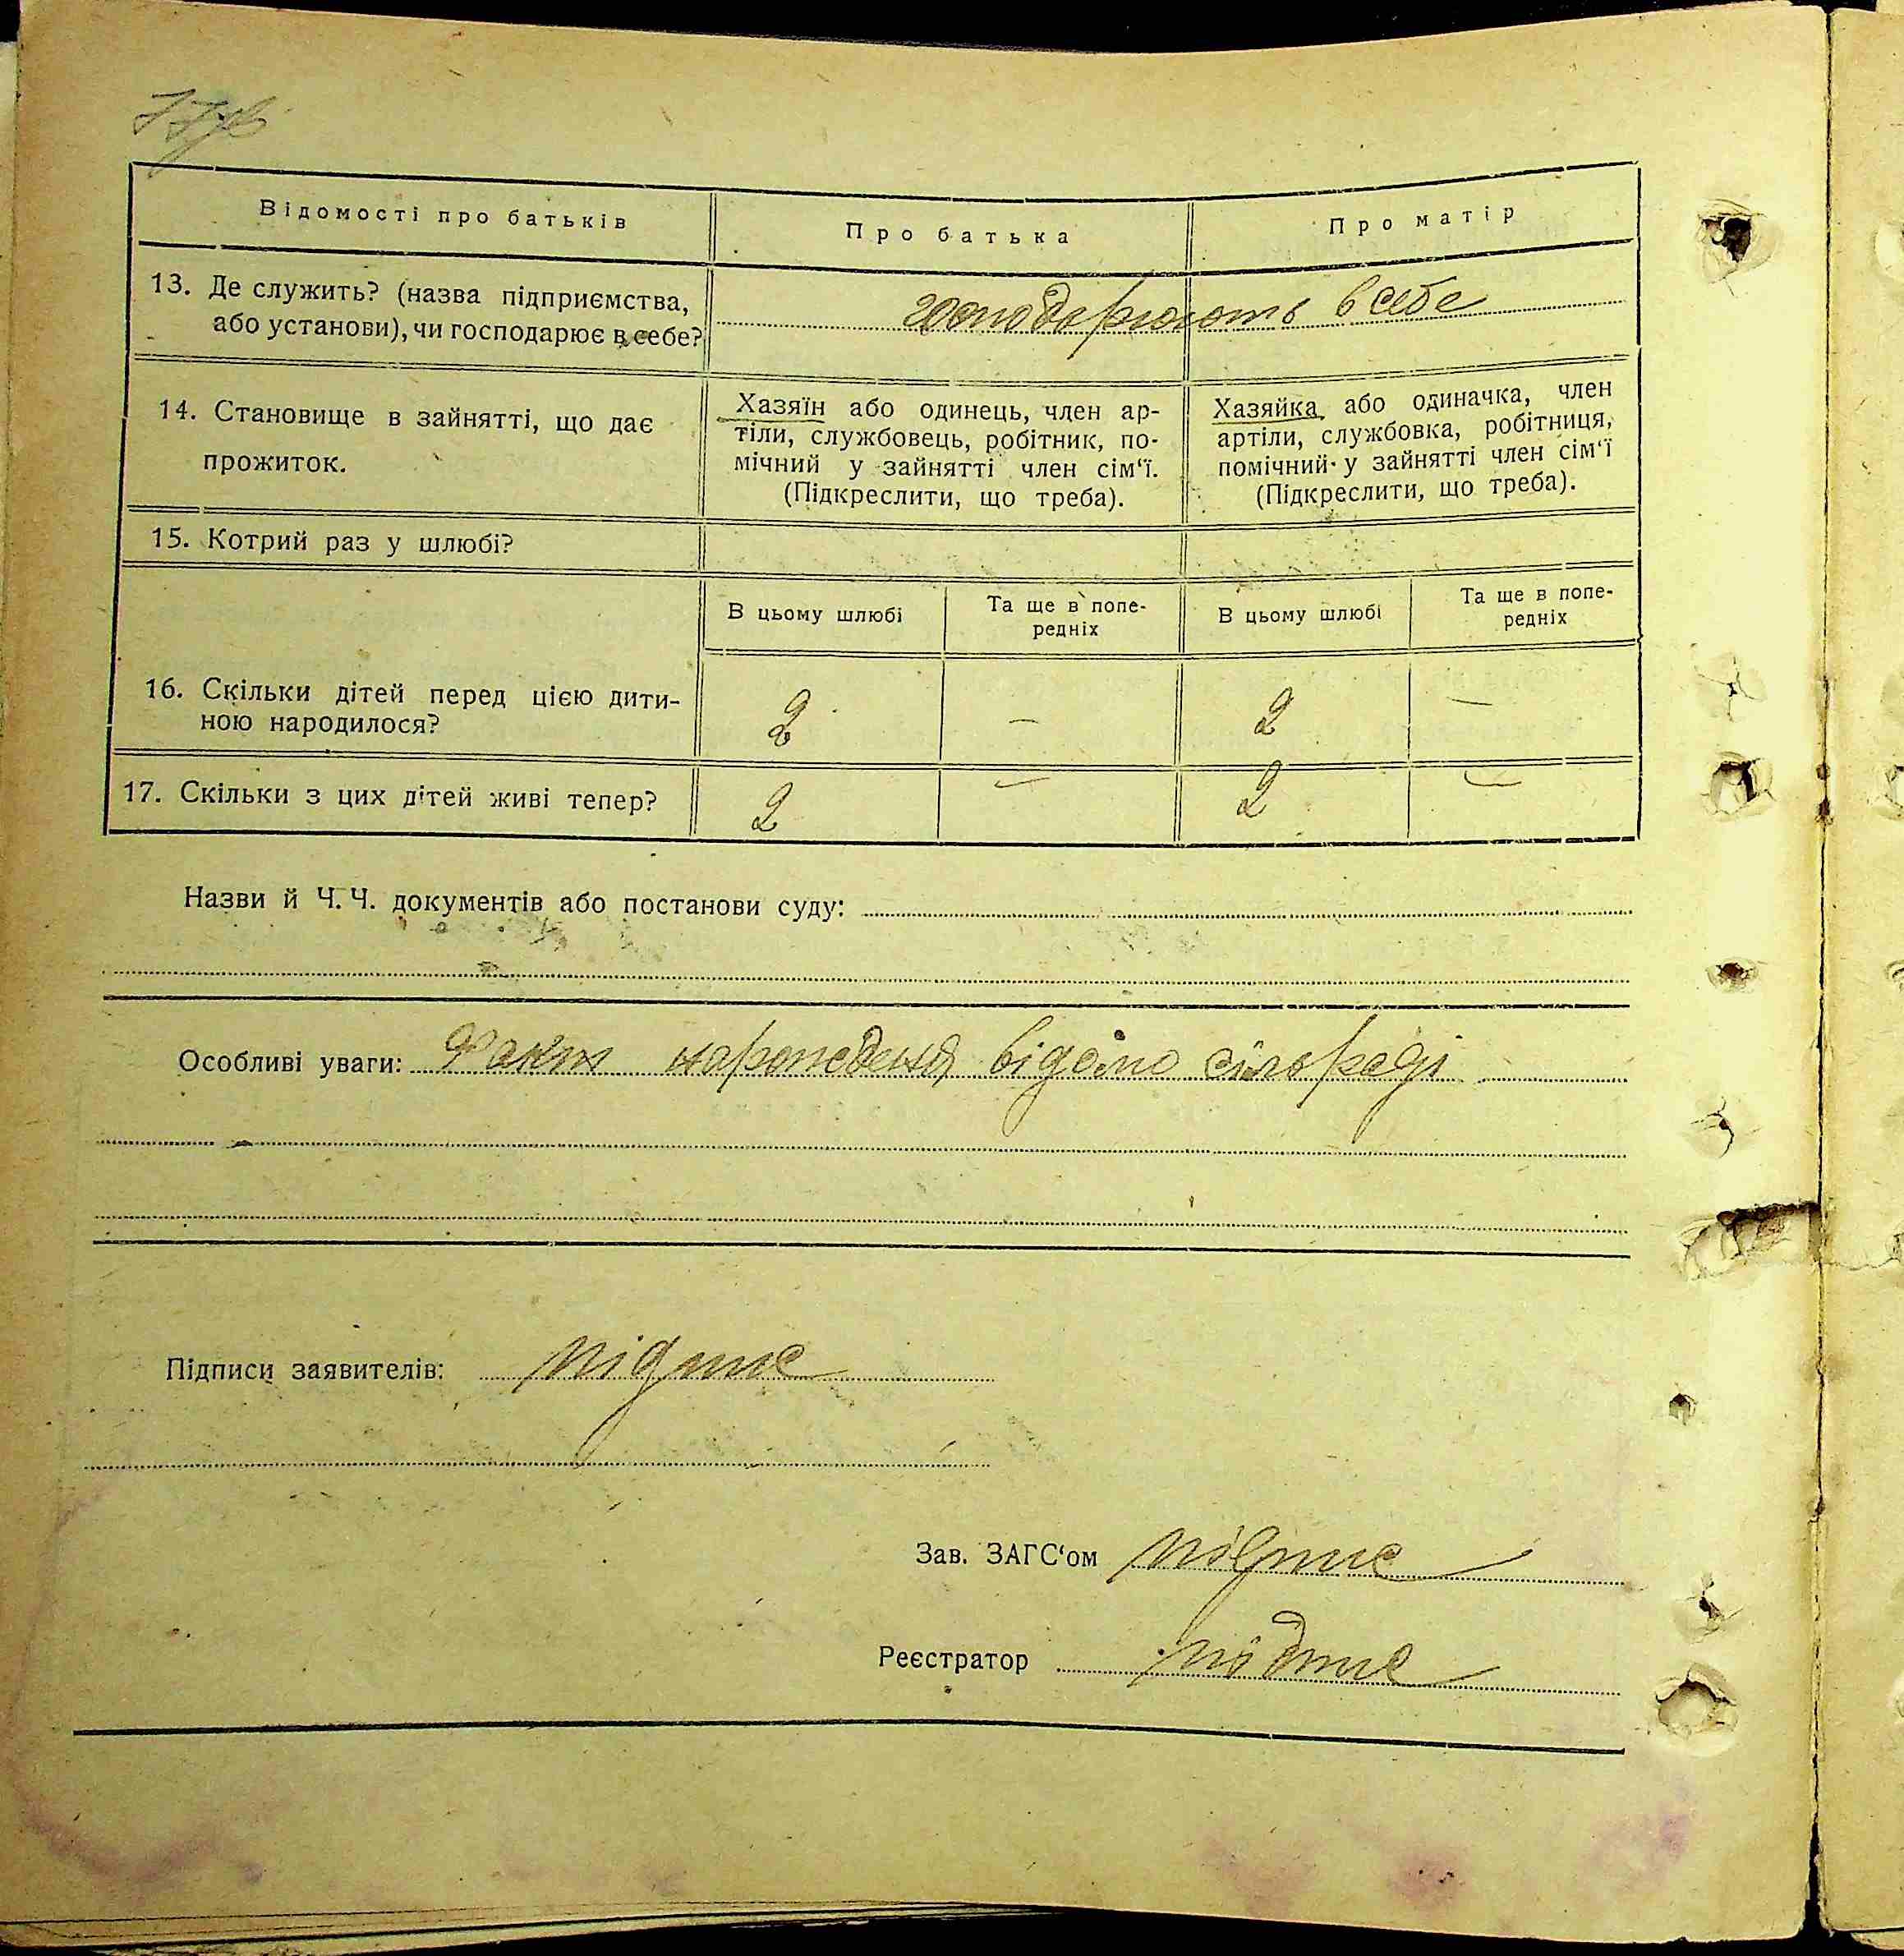 Відомості про батьків
Про батька
Про матір
13. Де служить? (назва підприємства,
або установи), чи господарює в себе?
господарюють в себе
14. Становище в зайнятті, що дає
прожиток.
Хазяїн або одинець, член ар-
тіли, службовець, робітник, по-
мічний у зайнятті член сім‘ї.
(Підкреслити, що треба).
Хазяйка, або одиначка, член
артіли, службовка, робітниця,
помічний у зайнятті член сім‘ї
(Підкреслити, що треба).
15. Котрий раз у шлюбі?
В цьому шлюбі
Та ще в попе-
редніх
В цьому шлюбі
Та ще в попе-
редніх
16. Скільки дітей перед цією дити-
ною народилося?
2 — 2 —
17. Скільки з цих дітей живі тепер?
2 — 2 —
Назви й Ч. Ч. документів або постанови суду:
Особливі уваги: Факт народженя відомо сільраді
Підписи заявителів: підпис
Зав. ЗАГС‘ом підпис
Реєстратор підпис